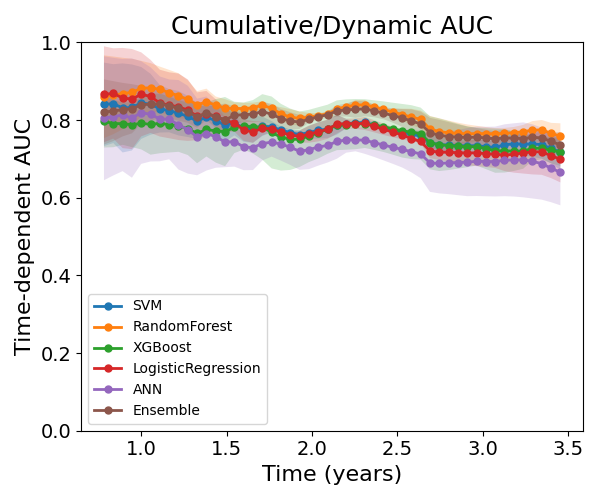 Cumulative/Dynamic AUC
Time-dependent AUC
1.0
0.8
0.6
0.4
0.2
0.0
SVM
RandomForest
XGBoost
LogisticRegression
ANN
Ensemble
1.0 1.5 2.0 2.5 3.0 3.5
Time (years)